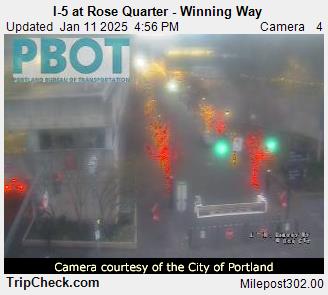 I-5 at Rose Quarter - Winning Way
Updated Jan 11 2025 4:56 PM Camera 4
PBOT
PORTLAND BUREAU OF TRANSPORTATION
Camera courtesy of the City of Portland
TripCheck.com Milepost302.00